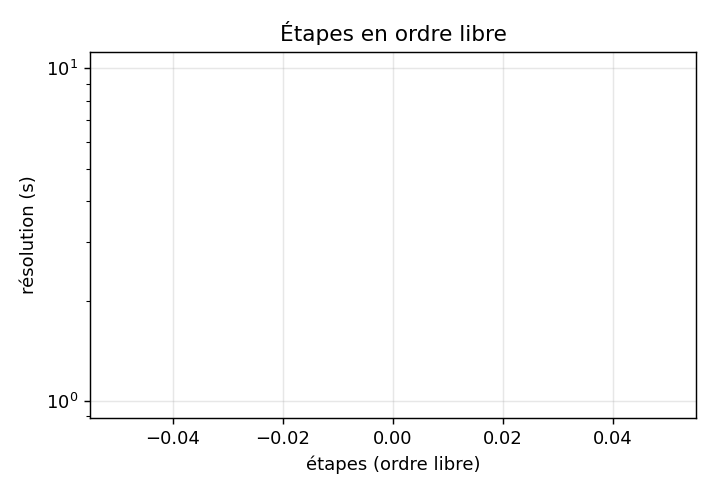 Étapes en ordre libre
10¹
résolution (s)
10⁰
−0.04 −0.02 0.00 0.02 0.04
étapes (ordre libre)